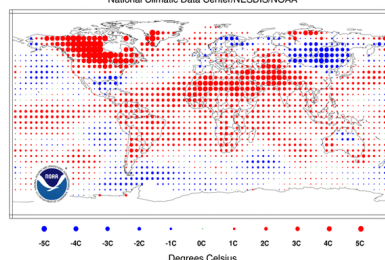 National Climatic Data Center/NESDIS/NOAA
NOAA
-5C -4C -3C -2C -1C 0C 1C 2C 3C 4C 5C
Degrees Celsius